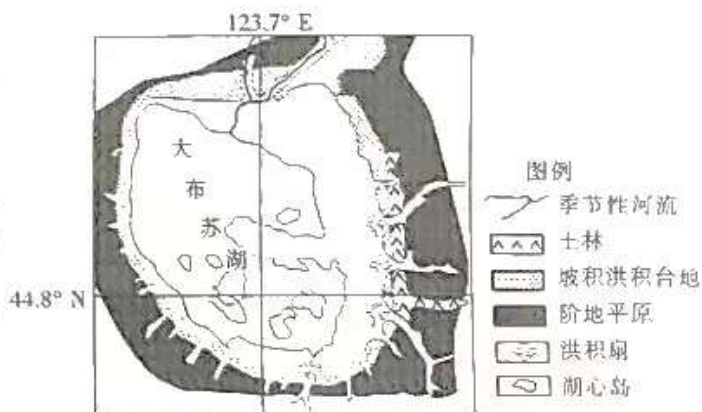 123.7° E
大
布
苏
湖
44.8° N
图例
季节性河流
土林
坡积洪积台地
阶地平原
洪积扇
湖心岛